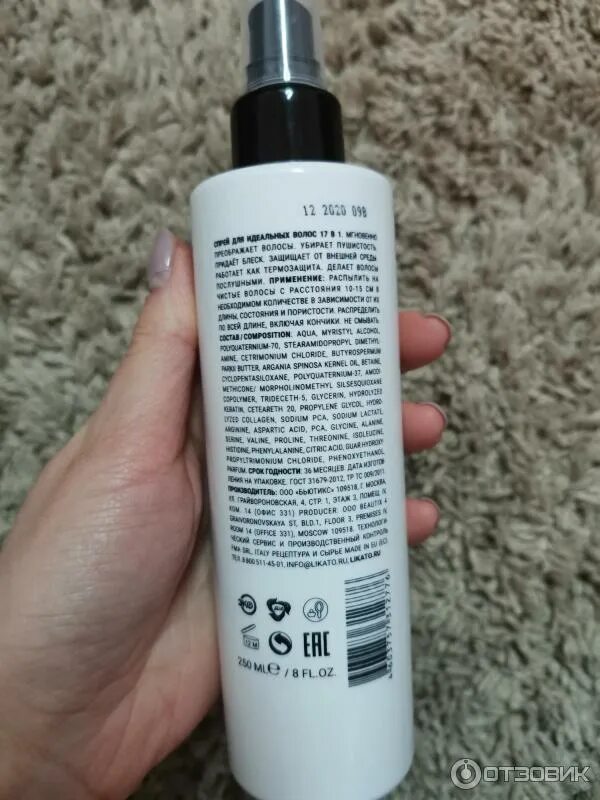 12 2020 098
СПРЕЙ ДЛЯ ИДЕАЛЬНЫХ ВОЛОС 17 В 1. МГНОВЕННО
ПРЕОБРАЖАЕТ ВОЛОСЫ. УБИРАЕТ ПУШИСТОСТЬ,
ПРИДАЁТ БЛЕСК. ЗАЩИЩАЕТ ОТ ВНЕШНЕЙ СРЕДЫ
РАБОТАЕТ КАК ТЕРМОЗАЩИТА. ДЕЛАЕТ ВОЛОСЫ
ПОСЛУШНЫМИ. ПРИМЕНЕНИЕ: РАСПЫЛИТЬ НА
ЧИСТЫЕ ВОЛОСЫ С РАССТОЯНИЯ 10-15 СМ В
НЕОБХОДИМОМ КОЛИЧЕСТВЕ В ЗАВИСИМОСТИ ОТ ИХ
ДЛИНЫ, СОСТОЯНИЯ И ПОРИСТОСТИ. РАСПРЕДЕЛИТЬ
ПО ВСЕЙ ДЛИНЕ, ВКЛЮЧАЯ КОНЧИКИ. НЕ СМЫВАТЬ.
СОСТАВ/COMPOSITION: AQUA, MYRISTYL ALCOHOL,
POLYQUATERNIUM-70, STEARAMIDOPROPYL DIMETHYL-
AMINE, CETRIMONIUM CHLORIDE, BUTYROSPERMUM
PARKII BUTTER, ARGANIA SPINOSA KERNEL OIL, BETAINE,
CYCLOPENTASILOXANE, POLYQUATERNIUM-37, AMODI-
METHICONE/ MORPHOLINOMETHYL SILSESQUIOXANE
COPOLYMER, TRIDECETH-5, GLYCERIN, HYDROLYZED
KERATIN, CETEARETH 20, PROPYLENE GLYCOL, HYDRO-
LYZED COLLAGEN, SODIUM PCA, SODIUM LACTATE,
ARGININE, ASPARTIC ACID, PCA, GLYCINE, ALANINE,
SERINE, VALINE, PROLINE, THREONINE, ISOLEUCINE,
HISTIDINE, PHENYLALANINE, CITRIC ACID, GUAR HYDROXY-
PROPYLTRIMONIUM CHLORIDE, PHENOXYETHANOL,
PARFUM. СРОК ГОДНОСТИ: 36 МЕСЯЦЕВ. ДАТА ИЗГОТОВ-
ЛЕНИЯ НА УПАКОВКЕ. ГОСТ 31679-2012, ТР ТС 009/2011.
ПРОИЗВОДИТЕЛЬ: ООО «БЬЮТИКС» 109518, Г. МОСКВА,
УЛ. ГРАЙВОРОНОВСКАЯ, 4, СТР. 1, ЭТАЖ 3, ПОМЕЩ. IV,
КОМ. 14 (ОФИС 331) PRODUCER: OOO BEAUTIX 4,
GRAIVORONOVSKAYA ST, BLD.1, FLOOR 3, PREMISES IV,
ROOM 14 (OFFICE 331), MOSCOW 109518. ТЕХНОЛОГИ-
ЧЕСКИЙ СЕРВИС И ПРОИЗВОДСТВЕННЫЙ КОНТРОЛЬ
FMA SRL, ITALY РЕЦЕПТУРА И СЫРЬЕ MADE IN EU (ЕС)
ТЕЛ.8 800 511-45-01, INFO@LIKATO.RU, LIKATO.RU
ЭКО
12 M
EAC
250 ML℮ / 8 FL.OZ.
ОТЗОВИК